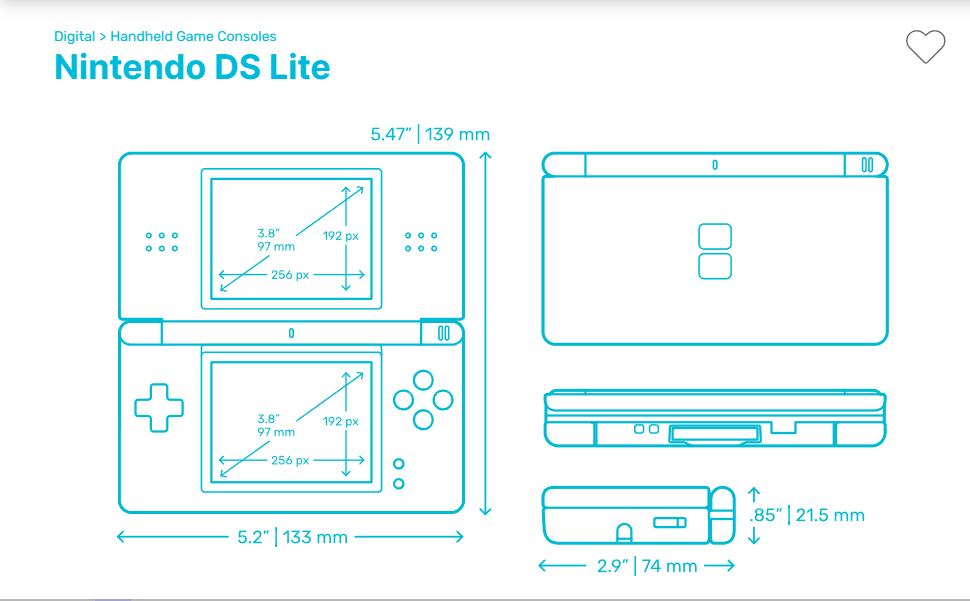 Digital > Handheld Game Consoles
Nintendo DS Lite
5.47” | 139 mm
3.8”
97 mm
192 px
256 px
3.8”
97 mm
192 px
256 px
5.2” | 133 mm
.85” | 21.5 mm
2.9” | 74 mm